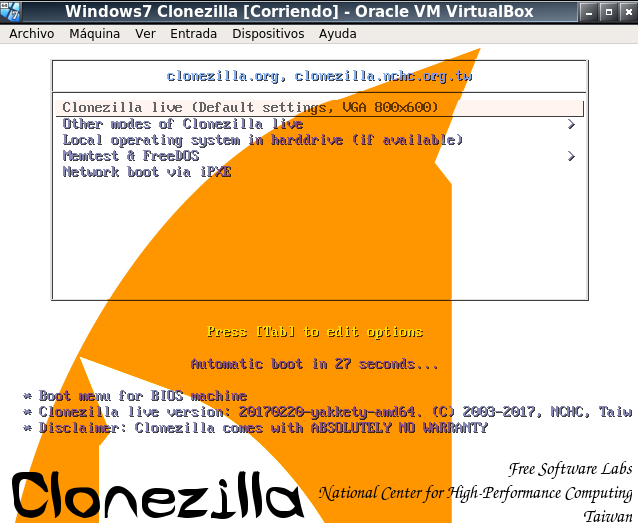 Windows7 Clonezilla [Corriendo] - Oracle VM VirtualBox
Archivo Máquina Ver Entrada Dispositivos Ayuda
clonezilla.org, clonezilla.nchc.org.tw
Clonezilla live (Default settings, VGA 800x600)
Other modes of Clonezilla live >
Local operating system in harddrive (if available)
Memtest & FreeDOS >
Network boot via iPXE
Press [Tab] to edit options
Automatic boot in 27 seconds...
* Boot menu for BIOS machine
* Clonezilla live version: 20170220-yakkety-amd64. (C) 2003-2017, NCHC, Taiw
* Disclaimer: Clonezilla comes with ABSOLUTELY NO WARRANTY
Free Software Labs
Clonezilla National Center for High-Performance Computing
Taiwan